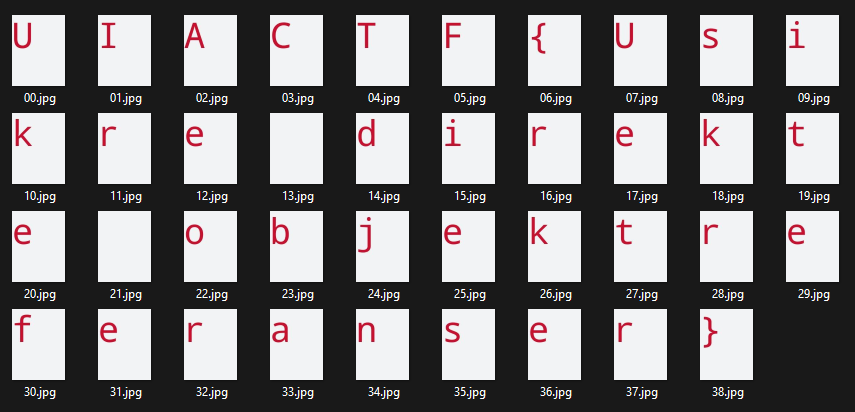 U I A C T F { U s i
00.jpg 01.jpg 02.jpg 03.jpg 04.jpg 05.jpg 06.jpg 07.jpg 08.jpg 09.jpg
k r e d i r e k t
10.jpg 11.jpg 12.jpg 13.jpg 14.jpg 15.jpg 16.jpg 17.jpg 18.jpg 19.jpg
e o b j e k t r e
20.jpg 21.jpg 22.jpg 23.jpg 24.jpg 25.jpg 26.jpg 27.jpg 28.jpg 29.jpg
f e r a n s e r }
30.jpg 31.jpg 32.jpg 33.jpg 34.jpg 35.jpg 36.jpg 37.jpg 38.jpg